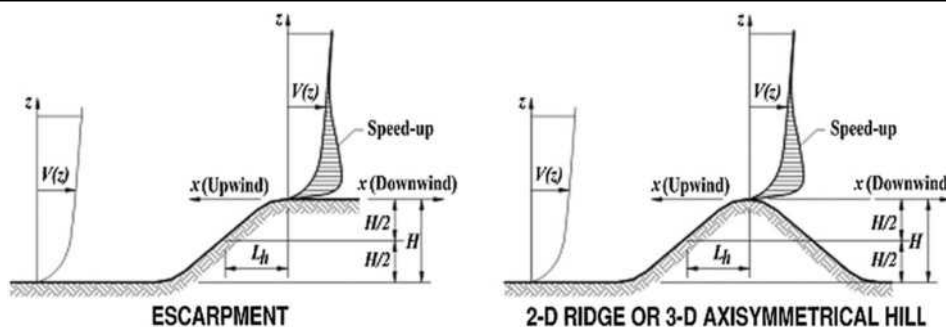 z
V(z)
Speed-up
z
V(z)
x (Upwind)
x (Downwind)
H/2
H
L_h
H/2
ESCARPMENT
z
V(z)
Speed-up
z
V(z)
x (Upwind)
x (Downwind)
H/2
H
L_h
H/2
2-D RIDGE OR 3-D AXISYMMETRICAL HILL